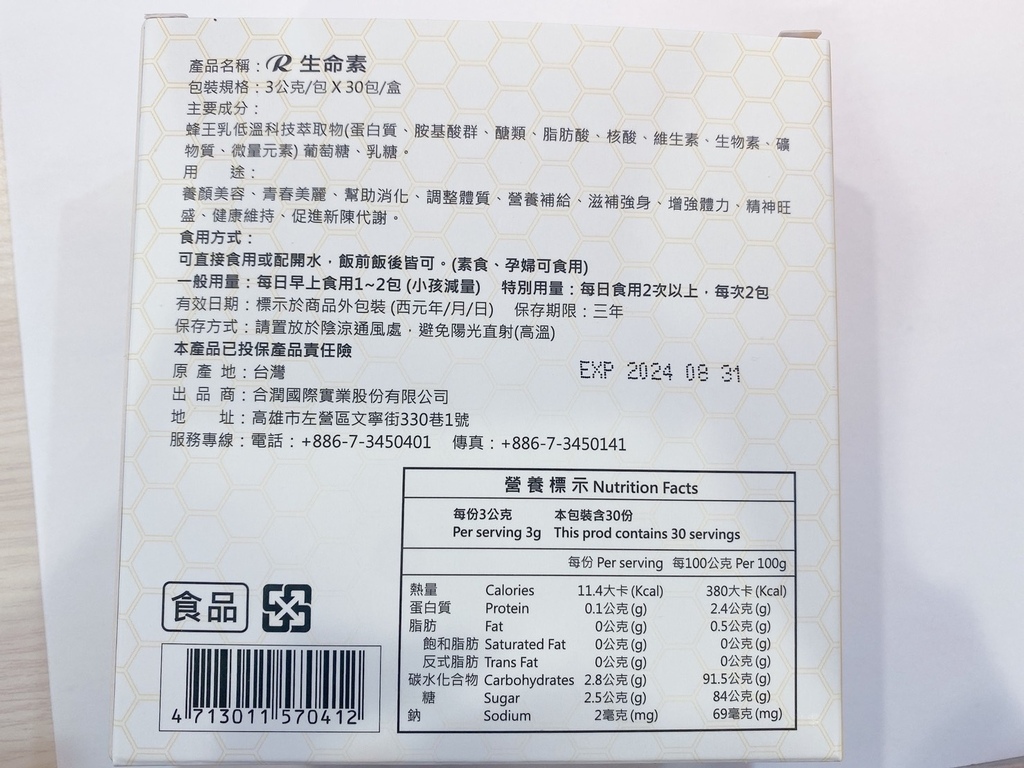 產品名稱：R 生命素
包裝規格：3公克/包 X 30包/盒
主要成分：
蜂王乳低溫科技萃取物(蛋白質、胺基酸群、醣類、脂肪酸、核酸、維生素、生物素、礦
物質、微量元素) 葡萄糖、乳糖。
用　　途：
養顏美容、青春美麗、幫助消化、調整體質、營養補給、滋補強身、增強體力、精神旺
盛、健康維持、促進新陳代謝。
食用方式：
可直接食用或配開水，飯前飯後皆可。(素食、孕婦可食用)
一般用量：每日早上食用1~2包 (小孩減量)　特別用量：每日食用2次以上，每次2包
有效日期：標示於商品外包裝 (西元年/月/日)　保存期限：三年
保存方式：請置放於陰涼通風處，避免陽光直射(高溫)
本產品已投保產品責任險
原 產 地：台灣
EXP 2024 08 31
出 品 商：合潤國際實業股份有限公司
地　　址：高雄市左營區文寧街330巷1號
服務專線：電話：+886-7-3450401　傳真：+886-7-3450141
營 養 標 示 Nutrition Facts
每份3公克　本包裝含30份
Per serving 3g　This prod contains 30 servings
每份 Per serving　每100公克 Per 100g
熱量 Calories 11.4大卡 (Kcal) 380大卡 (Kcal)
蛋白質 Protein 0.1公克 (g) 2.4公克 (g)
脂肪 Fat 0公克 (g) 0.5公克 (g)
飽和脂肪 Saturated Fat 0公克 (g) 0公克 (g)
反式脂肪 Trans Fat 0公克 (g) 0公克 (g)
碳水化合物 Carbohydrates 2.8公克 (g) 91.5公克 (g)
糖 Sugar 2.5公克 (g) 84公克 (g)
鈉 Sodium 2毫克 (mg) 69毫克 (mg)
食品
4 713011 570412